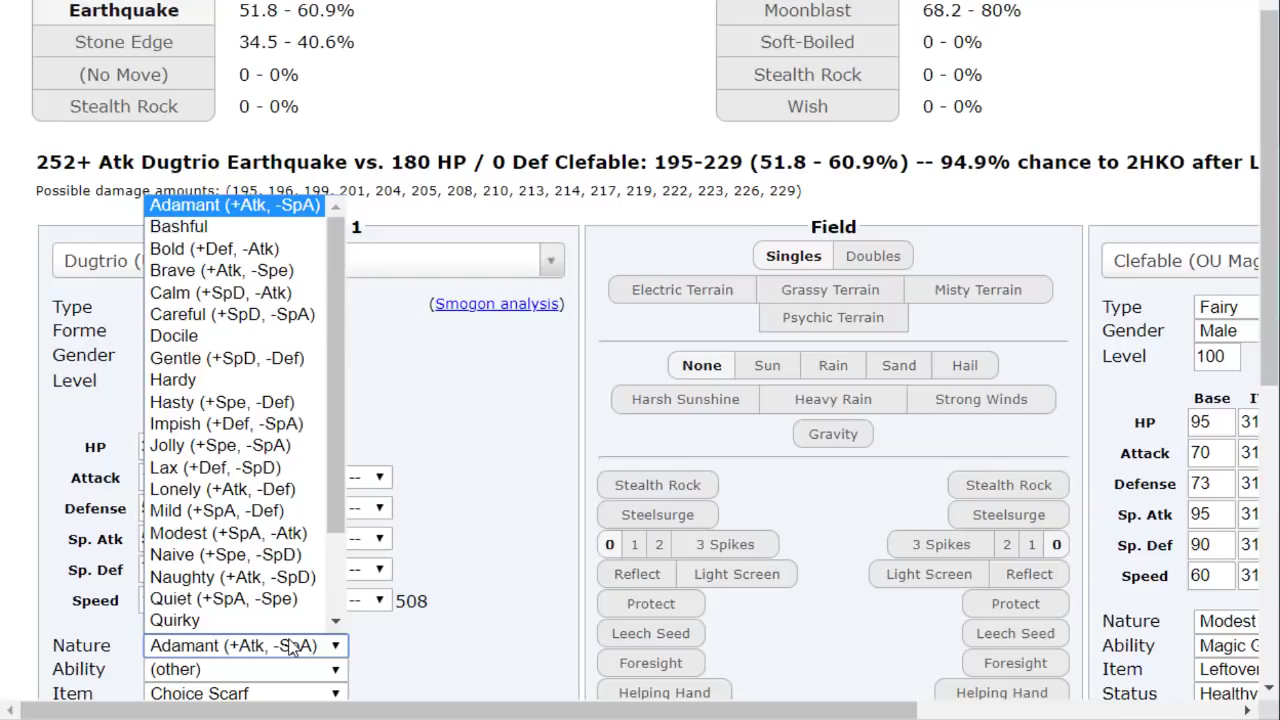 Earthquake 51.8 - 60.9%
Stone Edge 34.5 - 40.6%
(No Move) 0 - 0%
Stealth Rock 0 - 0%
Moonblast 68.2 - 80%
Soft-Boiled 0 - 0%
Stealth Rock 0 - 0%
Wish 0 - 0%
252+ Atk Dugtrio Earthquake vs. 180 HP / 0 Def Clefable: 195-229 (51.8 - 60.9%) -- 94.9% chance to 2HKO after L
Possible damage amounts: (195, 196, 199, 201, 204, 205, 208, 210, 213, 214, 217, 219, 222, 223, 226, 229)
1
Dugtrio (
(Smogon analysis)
Type
Forme
Gender
Level
HP
Attack --
Defense --
Sp. Atk --
Sp. Def --
Speed -- 508
Adamant (+Atk, -SpA)
Bashful
Bold (+Def, -Atk)
Brave (+Atk, -Spe)
Calm (+SpD, -Atk)
Careful (+SpD, -SpA)
Docile
Gentle (+SpD, -Def)
Hardy
Hasty (+Spe, -Def)
Impish (+Def, -SpA)
Jolly (+Spe, -SpA)
Lax (+Def, -SpD)
Lonely (+Atk, -Def)
Mild (+SpA, -Def)
Modest (+SpA, -Atk)
Naive (+Spe, -SpD)
Naughty (+Atk, -SpD)
Quiet (+SpA, -Spe)
Quirky
Nature Adamant (+Atk, -SpA)
Ability (other)
Item Choice Scarf
Field
Singles Doubles
Electric Terrain Grassy Terrain Misty Terrain
Psychic Terrain
None Sun Rain Sand Hail
Harsh Sunshine Heavy Rain Strong Winds
Gravity
Stealth Rock Stealth Rock
Steelsurge Steelsurge
0 1 2 3 Spikes 3 Spikes 2 1 0
Reflect Light Screen Light Screen Reflect
Protect Protect
Leech Seed Leech Seed
Foresight Foresight
Helping Hand Helping Hand
Clefable (OU Mag
Type Fairy
Gender Male
Level 100
Base
HP 95 31
Attack 70 31
Defense 73 31
Sp. Atk 95 31
Sp. Def 90 31
Speed 60 31
Nature Modest
Ability Magic G
Item Leftover
Status Healthy